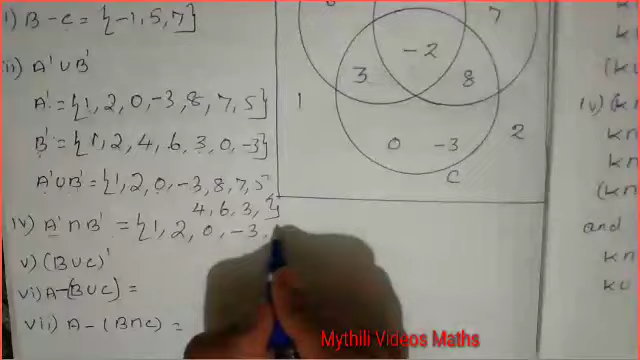 i) B - C = {-1, 5, 7}
iii) A' ∪ B'
A' = {1, 2, 0, -3, 8, 7, 5}
B' = {1, 2, 4, 6, 3, 0, -3}
A' ∪ B' = {1, 2, 0, -3, 8, 7, 5
4, 6, 3, }
iv) A' ∩ B' = {1, 2, 0, -3,
v) (B ∪ C)'
vi) A - (B ∪ C) =
vii) A - (B ∩ C) =
7
-2
3
8
1
0 -3
2
C
iv) (
and
Mythili Videos Maths